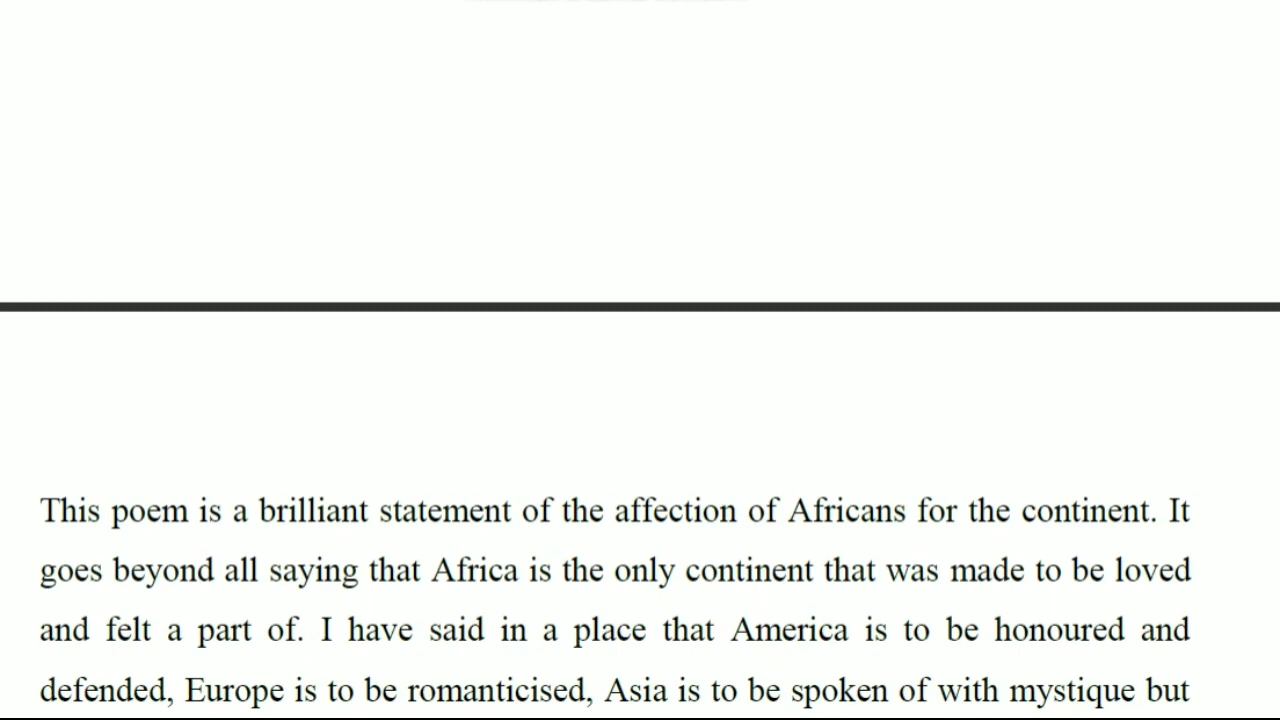 This poem is a brilliant statement of the affection of Africans for the continent. It
goes beyond all saying that Africa is the only continent that was made to be loved
and felt a part of. I have said in a place that America is to be honoured and
defended, Europe is to be romanticised, Asia is to be spoken of with mystique but